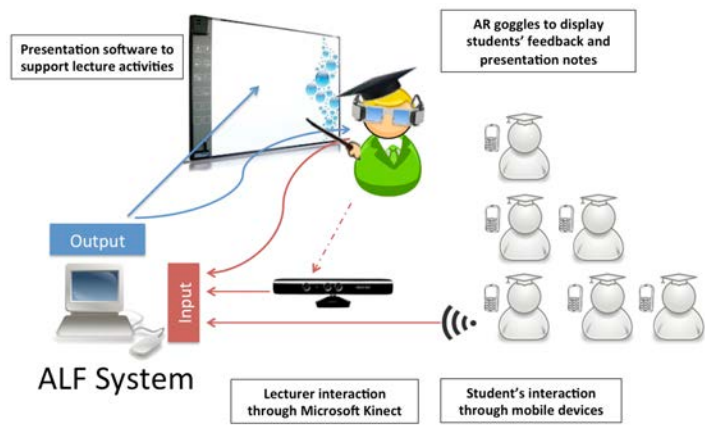 Presentation software to
support lecture activities
AR goggles to display
students’ feedback and
presentation notes
Output
Input
ALF System
Lecturer interaction
through Microsoft Kinect
Student’s interaction
through mobile devices